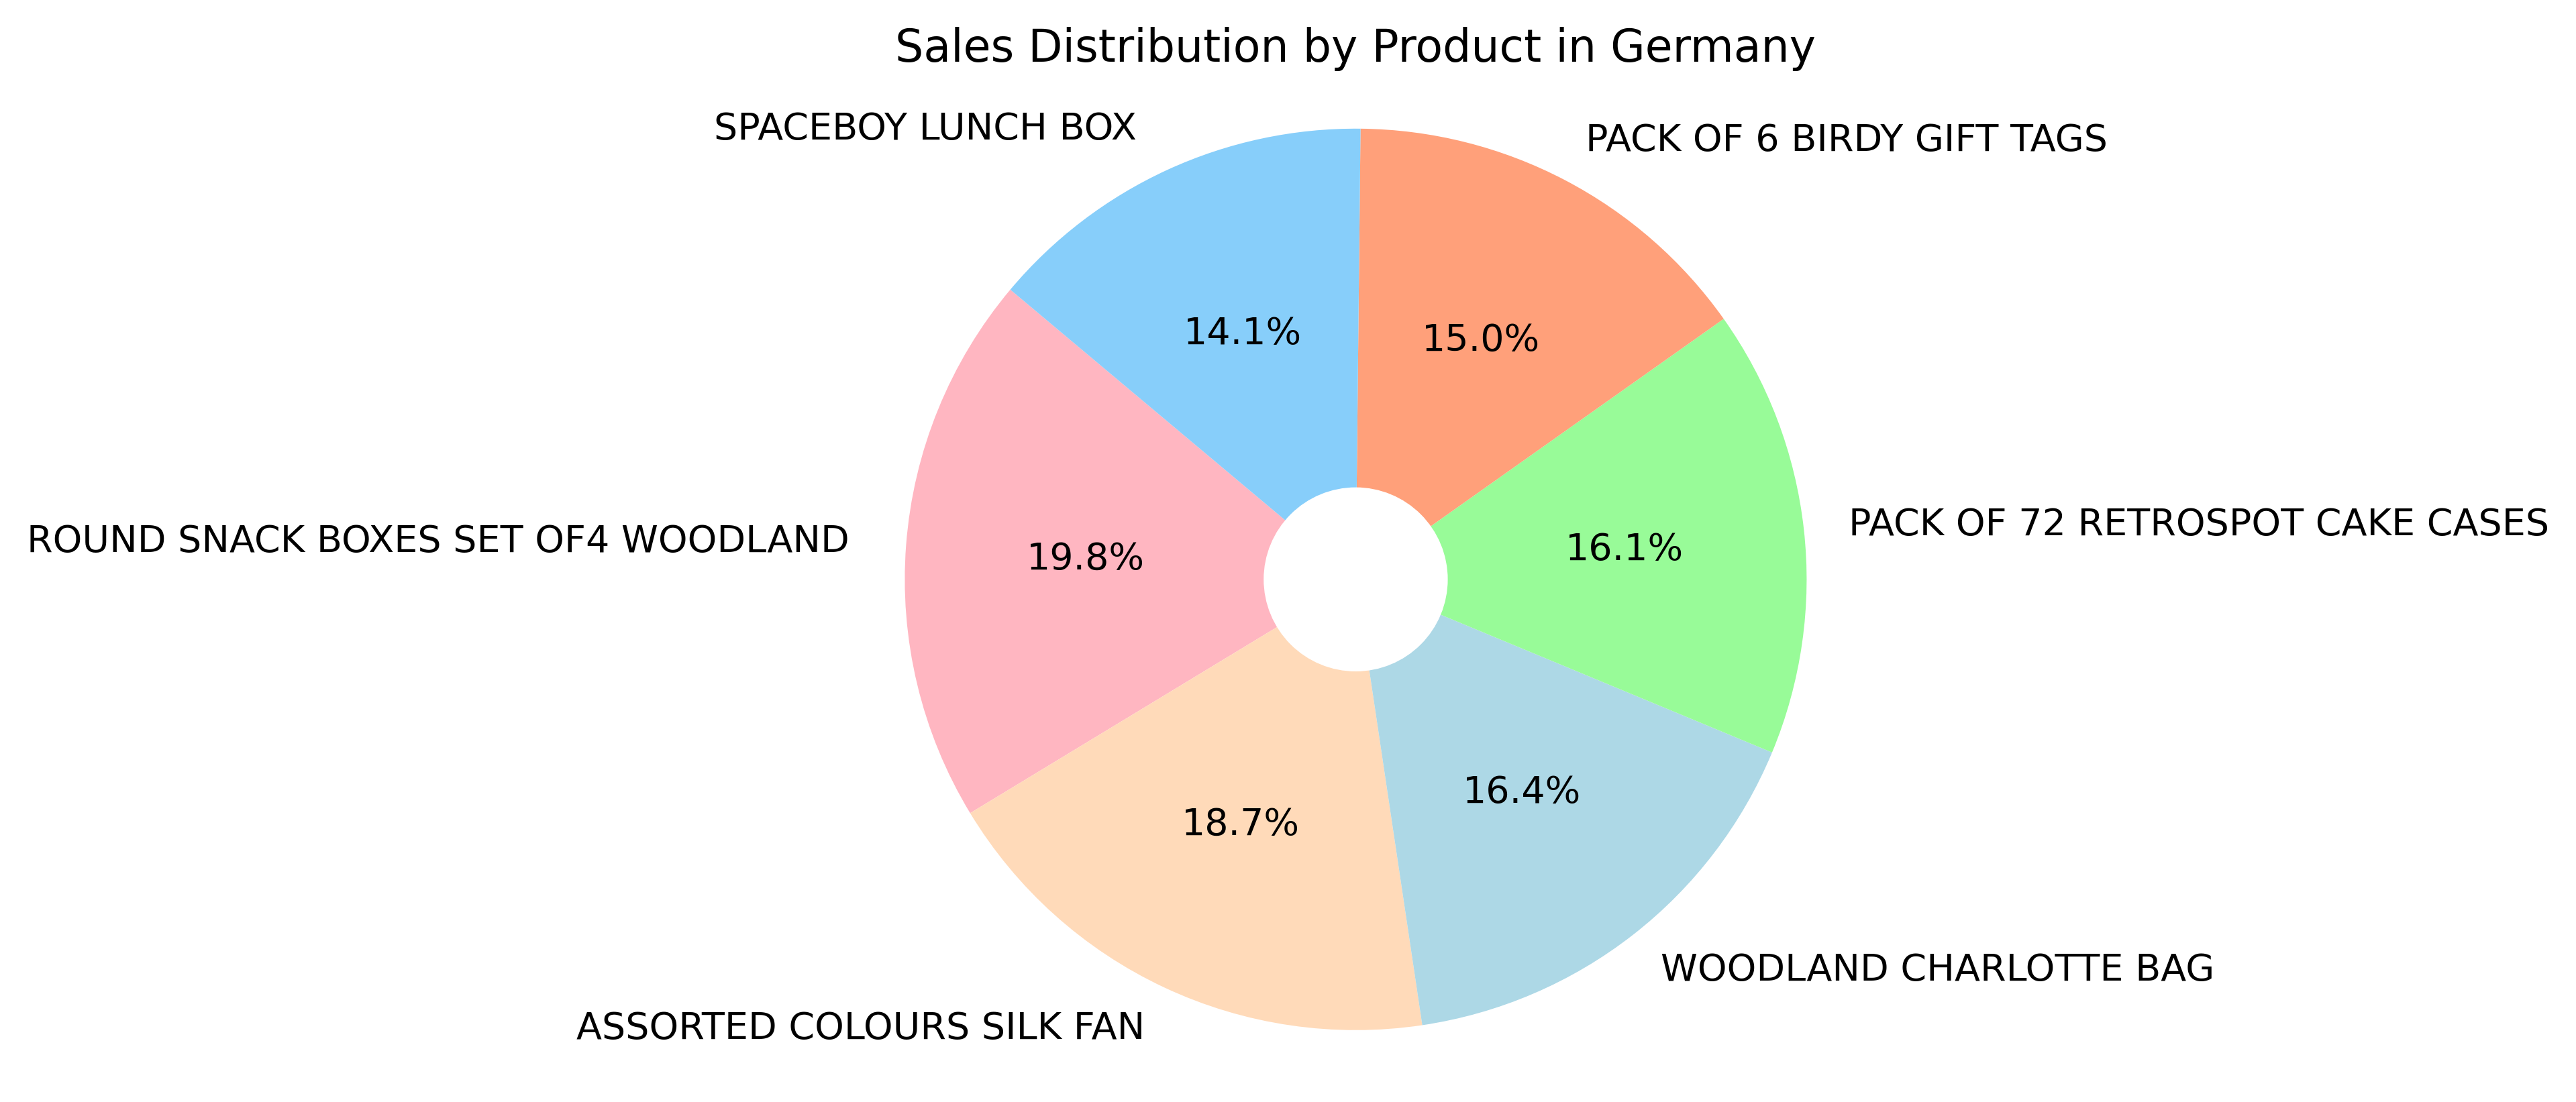 Sales Distribution by Product in Germany
SPACEBOY LUNCH BOX
PACK OF 6 BIRDY GIFT TAGS
14.1%
15.0%
ROUND SNACK BOXES SET OF4 WOODLAND
19.8%
16.1%
PACK OF 72 RETROSPOT CAKE CASES
18.7%
16.4%
ASSORTED COLOURS SILK FAN
WOODLAND CHARLOTTE BAG